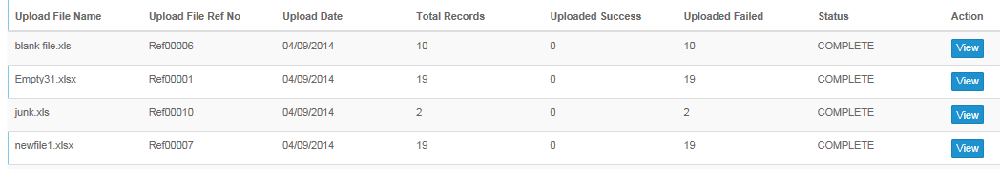 Upload File Name Upload File Ref No Upload Date Total Records Uploaded Success Uploaded Failed Status Action
blank file.xls Ref00006 04/09/2014 10 0 10 COMPLETE View
Empty31.xlsx Ref00001 04/09/2014 19 0 19 COMPLETE View
junk.xls Ref00010 04/09/2014 2 0 2 COMPLETE View
newfile1.xlsx Ref00007 04/09/2014 19 0 19 COMPLETE View